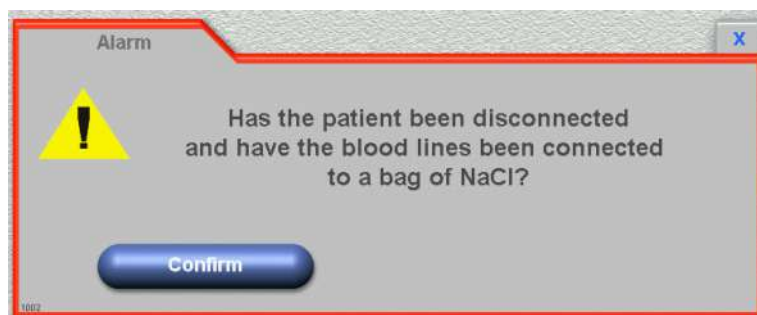 Alarm
X
!
Has the patient been disconnected
and have the blood lines been connected
to a bag of NaCl?
Confirm
1002